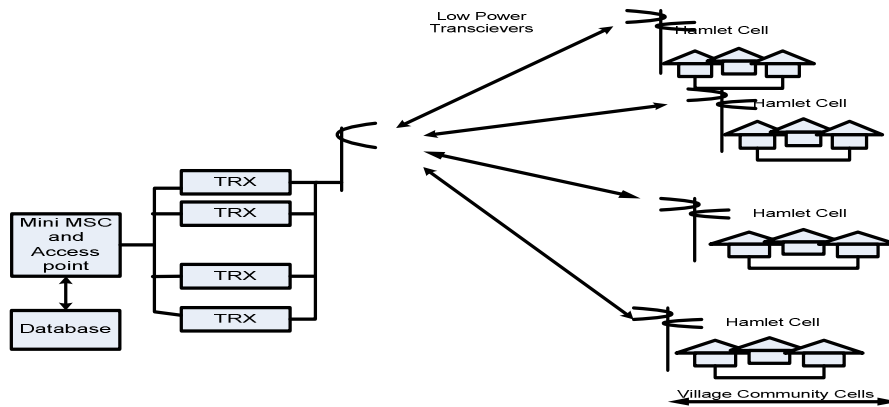 Low Power
Transcievers
Hamlet Cell
Hamlet Cell
TRX
TRX
Mini MSC
and
Access
point
TRX
TRX
Database
Hamlet Cell
Hamlet Cell
Village Community Cells